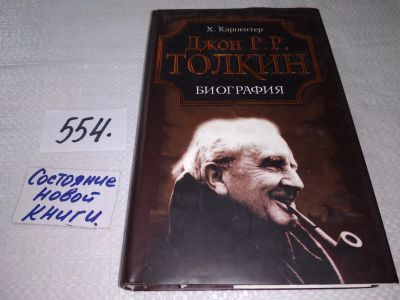 Х. Карпентер
Джон Р.Р.
ТОЛКИН
БИОГРАФИЯ
554.
Состояние
новой
книги.